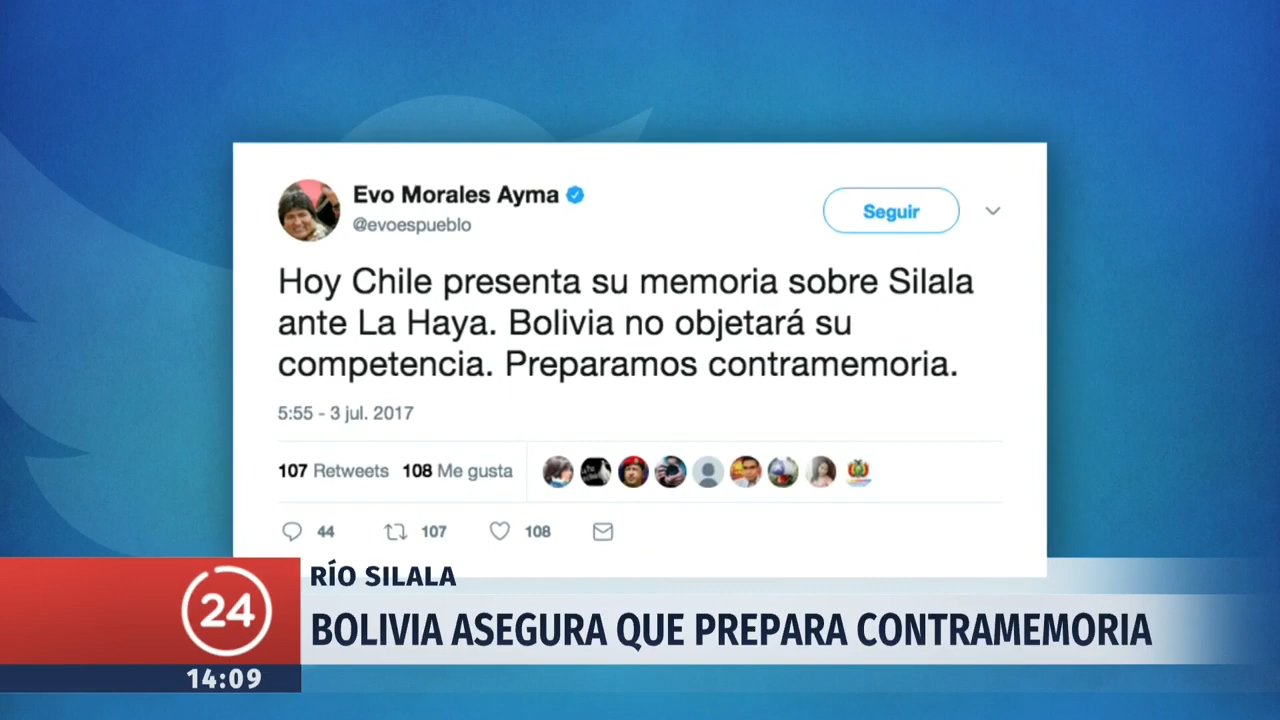 Evo Morales Ayma
@evoespueblo
Seguir
Hoy Chile presenta su memoria sobre Silala
ante La Haya. Bolivia no objetará su
competencia. Preparamos contramemoria.
5:55 - 3 jul. 2017
107 Retweets 108 Me gusta
44 107 108
RÍO SILALA
24
BOLIVIA ASEGURA QUE PREPARA CONTRAMEMORIA
14:09